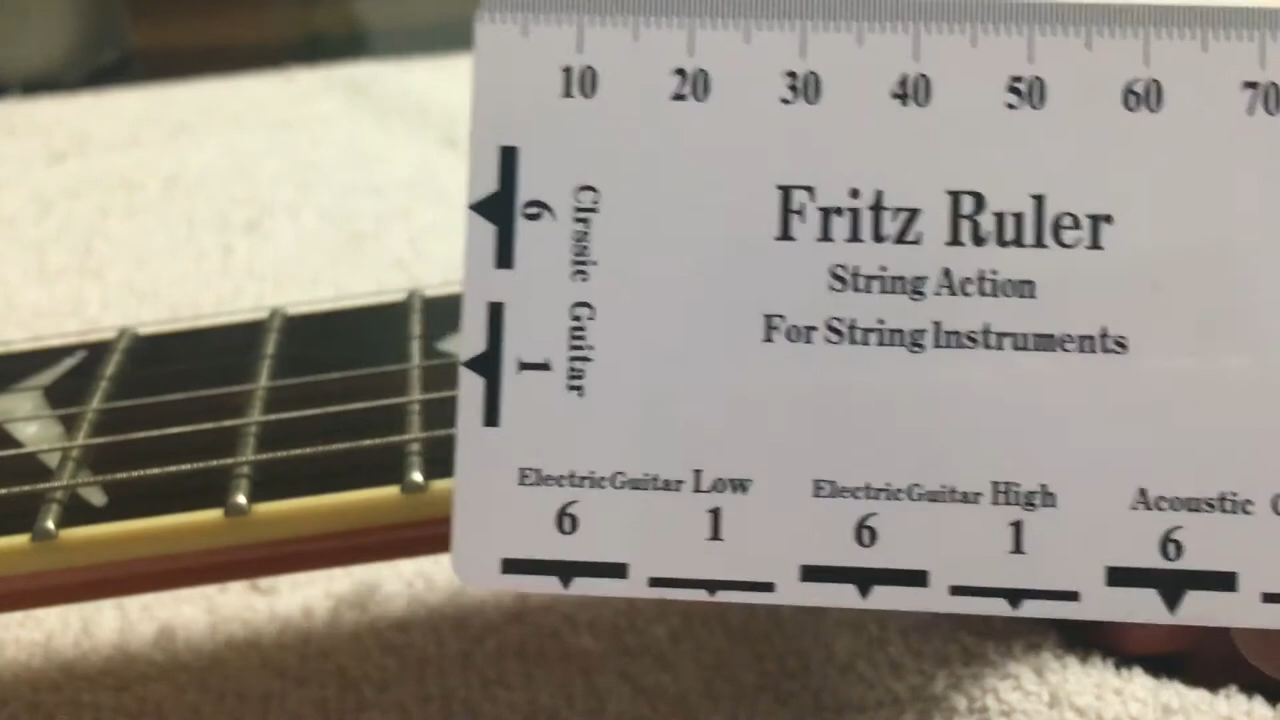 10 20 30 40 50 60 70
Fritz Ruler
String Action
For String Instruments
6 1
Clrssic Guitar
ElectricGuitar Low
6 1
ElectricGuitar High
6 1
Acoustic
6